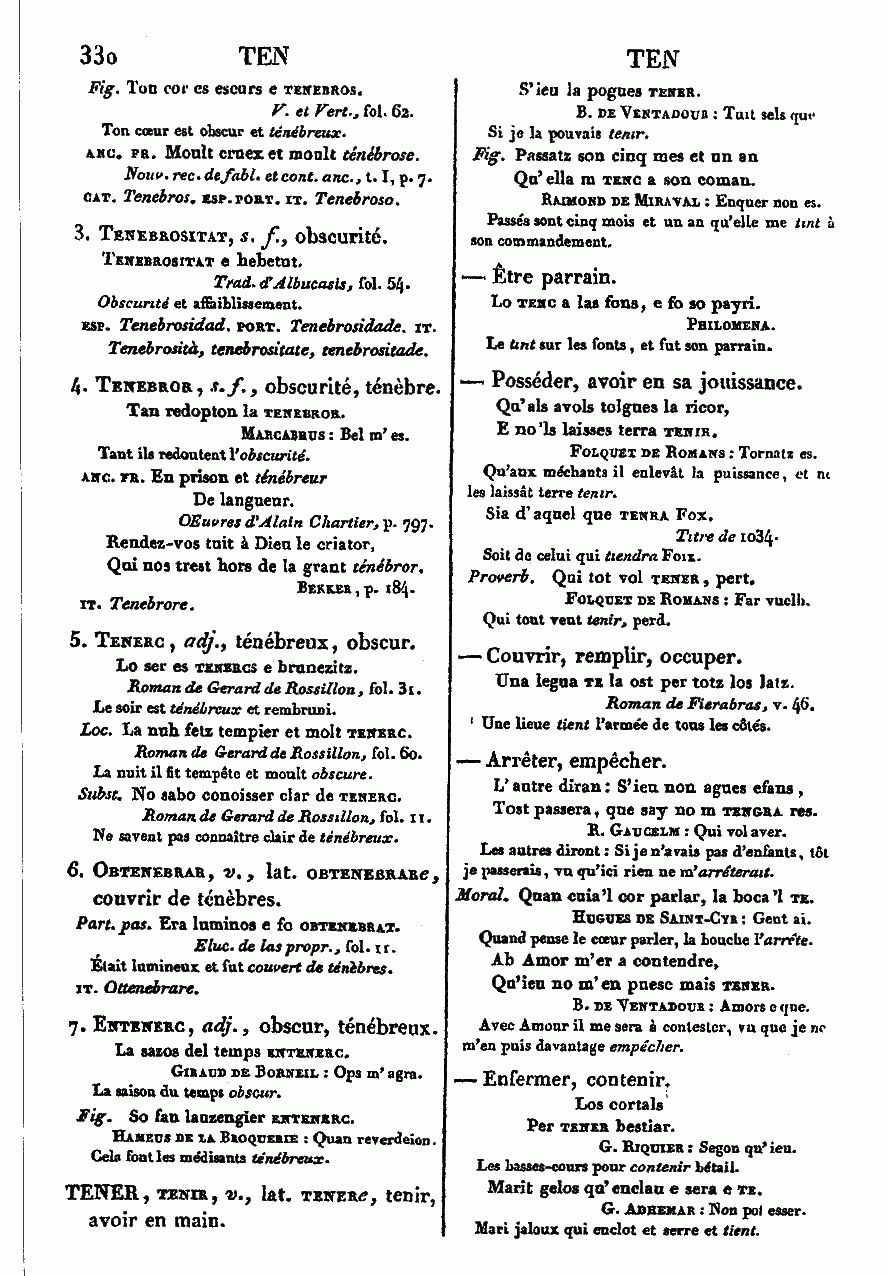 330 TEN
Fig. Ton cor es escurs e TENEBROS.
V. et Vert., fol. 62.
Ton cœur est obscur et ténébreux.
ANC. FR. Moult cruex et moult ténébrose.
Nouv. rec. de fabl. et cont. anc., t. I, p. 7.
CAT. Tenebros. ESP. PORT. IT. Tenebroso.
3. TENEBROSITAT, s. f., obscurité.
TENEBROSITAT e hebetut.
Trad. d'Albucasis, fol. 54.
Obscurité et affaiblissement.
ESP. Tenebrosidad. PORT. Tenebrosidade. IT.
Tenebrosità, tenebrositate, tenebrositade.
4. TENEBROR, s. f., obscurité, ténèbre.
Tan redopton la TENEBROR.
MARCABRUS : Bel m'es.
Tant ils redoutent l'obscurité.
ANC. FR. En prison et ténébreur
De langueur.
OEuvres d'Alain Chartier, p. 797.
Rendez-vos tuit à Dieu le criator,
Qui nos trest hors de la grant ténébror.
BEKKER, p. 184.
IT. Tenebrore.
5. TENERC, adj., ténébreux, obscur.
Lo ser es TENERCS e brunezitz.
Roman de Gerard de Rossillon, fol. 31.
Le soir est ténébreux et rembruni.
Loc. La nuh fetz tempier et molt TENERC.
Roman de Gerard de Rossillon, fol. 60.
La nuit il fit tempête et moult obscure.
Subst. No sabo conoisser clar de TENERC.
Roman de Gerard de Rossillon, fol. 11.
Ne savent pas connaître clair de ténébreux.
6. OBTENEBRAR, v., lat. OBTENEBRARe,
couvrir de ténèbres.
Part. pas. Era luminos e fo OBTENEBRAT.
Eluc. de las propr., fol. 11.
Était lumineux et fut couvert de ténèbres.
IT. Ottenebrare.
7. ENTENERC, adj., obscur, ténébreux.
La sazos del temps ENTENERC.
GIRAUD DE BORNEIL : Ops m'agra.
La saison du temps obscur.
Fig. So fan lauzengier ENTENERC.
HAMEUS DE LA BROQUERIE : Quan reverdeion.
Cela font les médisants ténébreux.
TENER, TENIR, v., lat. TENERe, tenir,
avoir en main.
TEN
S'ieu la pogues TENER.
B. DE VENTADOUR : Tuit sels que
Si je la pouvais tenir.
Fig. Passatz son cinq mes et un an
Qu'ella m TENC a son coman.
RAIMOND DE MIRAVAL : Enquer non es.
Passés sont cinq mois et un an qu'elle me tint à
son commandement.
— Être parrain.
Lo TENC a las fons, e fo so payri.
PHILOMENA.
Le tint sur les fonts, et fut son parrain.
— Posséder, avoir en sa jouissance.
Qu'als avols tolgues la ricor,
E no'ls laisses terra TENIR.
FOLQUET DE ROMANS : Tornatz es.
Qu'aux méchants il enlevât la puissance, et ne
les laissât terre tenir.
Sia d'aquel que TENRA Fox.
Titre de 1034.
Soit de celui qui tiendra FOIX.
Proverb. Qui tot vol TENER, pert.
FOLQUET DE ROMANS : Far vuelh.
Qui tout veut tenir, perd.
— Couvrir, remplir, occuper.
Una legua TE la ost per totz los latz.
Roman de Fierabras, v. 46.
Une lieue tient l'armée de tous les côtés.
— Arrêter, empêcher.
L'autre diran : S'ieu non agues efans,
Tost passera, que say no m TENGRA res.
R. GAUCELM : Qui vol aver.
Les autres diront : Si je n'avais pas d'enfants, tôt
je passerais, vu qu'ici rien ne m'arrêterait.
Moral. Quan cuia'l cor parlar, la boca'l TE.
HUGUES DE SAINT-CYR : Gent ai.
Quand pense le cœur parler, la bouche l'arrête.
Ab Amor m'er a contendre,
Qu'ieu no m'en puesc mais TENER.
B. DE VENTADOUR : Amors e que.
Avec Amour il me sera à contester, vu que je ne
m'en puis davantage empêcher.
— Enfermer, contenir.
Los cortals
Per TENER bestiar.
G. RIQUIER : Segon qu'ieu.
Les basses-cours pour contenir bétail.
Marit gelos qu'enclau e sera e TE.
G. ADHEMAR : Non pot esser.
Mari jaloux qui enclot et serre et tient.